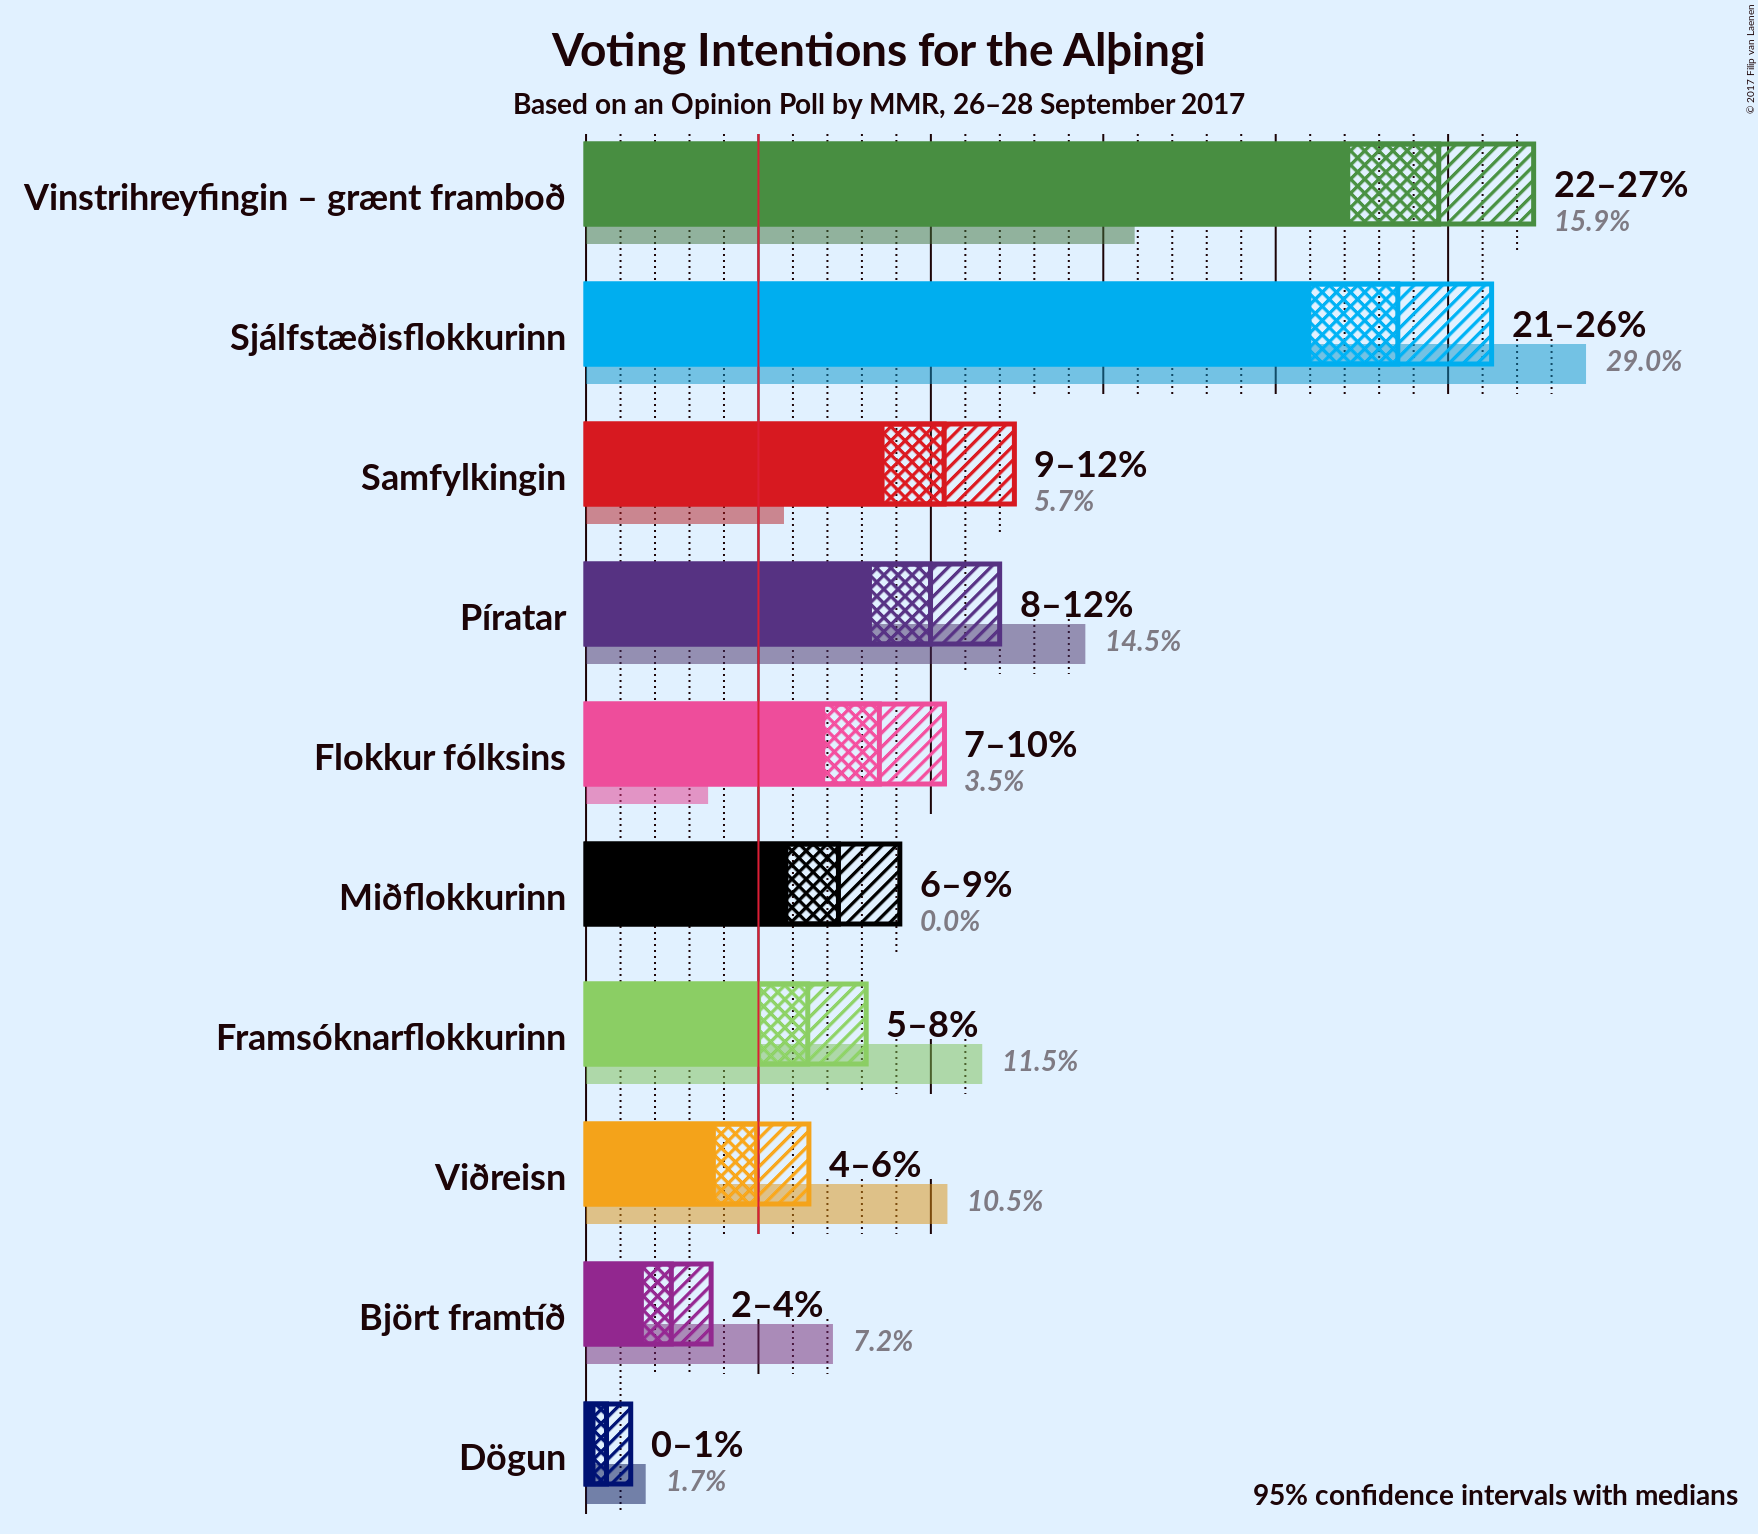 Voting Intentions for the Alþingi
Based on an Opinion Poll by MMR, 26–28 September 2017
© 2017 Filip van Laenen
Vinstrihreyfingin – grænt framboð
22–27%
15.9%
Sjálfstæðisflokkurinn
21–26%
29.0%
Samfylkingin
9–12%
5.7%
Píratar
8–12%
14.5%
Flokkur fólksins
7–10%
3.5%
Miðflokkurinn
6–9%
0.0%
Framsóknarflokkurinn
5–8%
11.5%
Viðreisn
4–6%
10.5%
Björt framtíð
2–4%
7.2%
Dögun
0–1%
1.7%
95% confidence intervals with medians